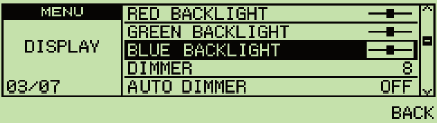 MENU
DISPLAY
03/07
RED BACKLIGHT
GREEN BACKLIGHT
BLUE BACKLIGHT
DIMMER 8
AUTO DIMMER OFF
BACK